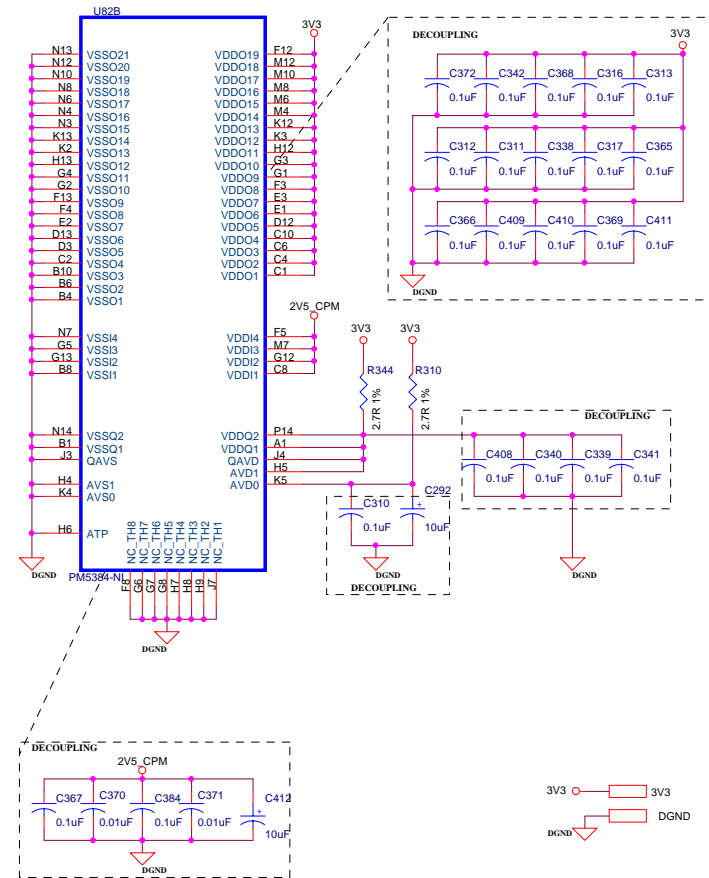 U82B
3V3
N13 VSSO21 VDDO19 F12
N12 VSSO20 VDDO18 M12
N10 VSSO19 VDDO17 M10
N8 VSSO18 VDDO16 M8
N6 VSSO17 VDDO15 M6
N4 VSSO16 VDDO14 M4
N3 VSSO15 VDDO13 K12
K13 VSSO14 VDDO12 K3
K2 VSSO13 VDDO11 H12
H13 VSSO12 VDDO10 G3
G4 VSSO11 VDDO9 G1
G2 VSSO10 VDDO8 F3
F13 VSSO9 VDDO7 E3
F4 VSSO8 VDDO6 E1
E2 VSSO7 VDDO5 D12
D13 VSSO6 VDDO4 C10
D3 VSSO5 VDDO3 C6
C2 VSSO4 VDDO2 C4
B10 VSSO3 VDDO1 C1
B6 VSSO2
B4 VSSO1
2V5_CPM
N7 VSSI4 VDDI4 F5
G5 VSSI3 VDDI3 M7
G13 VSSI2 VDDI2 G12
B8 VSSI1 VDDI1 C8
N14 VSSQ2 VDDQ2 P14
B1 VSSQ1 VDDQ1 A1
J3 QAVS QAVD J4
AVD1 H5
H4 AVS1 AVD0 K5
K4 AVS0
H6 ATP
NC_TH8 NC_TH7 NC_TH6 NC_TH5 NC_TH4 NC_TH3 NC_TH2 NC_TH1
F8 G6 G7 G8 H7 H8 H9 J7
DGND
PM5384-NL
DGND
DECOUPLING
3V3
C372 C342 C368 C316 C313
0.1uF 0.1uF 0.1uF 0.1uF 0.1uF
C312 C311 C338 C317 C365
0.1uF 0.1uF 0.1uF 0.1uF 0.1uF
C366 C409 C410 C369 C411
0.1uF 0.1uF 0.1uF 0.1uF 0.1uF
DGND
3V3 3V3
R344 R310
2.7R 1% 2.7R 1%
DECOUPLING
C408 C340 C339 C341
0.1uF 0.1uF 0.1uF 0.1uF
DGND
C310 C292
0.1uF + 10uF
DGND
DECOUPLING
DECOUPLING
2V5_CPM
C367 C370 C384 C371 C412
0.1uF 0.01uF 0.1uF 0.01uF + 10uF
DGND
3V3 3V3
DGND DGND